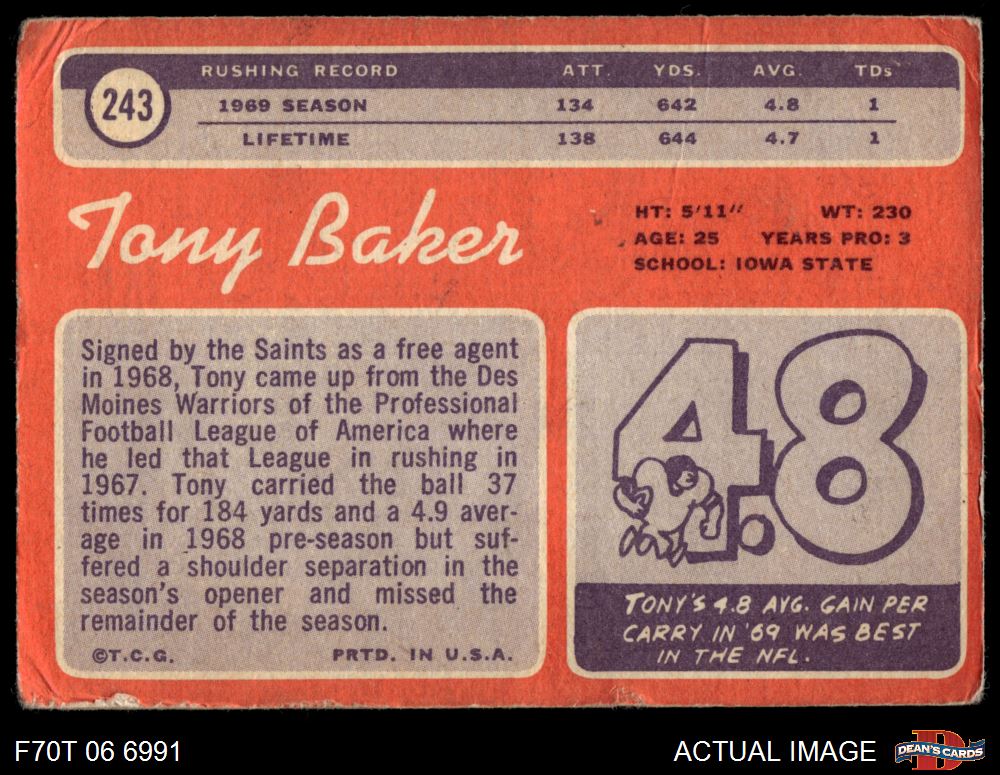 243
RUSHING RECORD ATT. YDS. AVG. TDs
1969 SEASON 134 642 4.8 1
LIFETIME 138 644 4.7 1
Tony Baker
HT: 5'11" WT: 230
AGE: 25 YEARS PRO: 3
SCHOOL: IOWA STATE
Signed by the Saints as a free agent
in 1968, Tony came up from the Des
Moines Warriors of the Professional
Football League of America where
he led that League in rushing in
1967. Tony carried the ball 37
times for 184 yards and a 4.9 aver-
age in 1968 pre-season but suf-
fered a shoulder separation in the
season's opener and missed the
remainder of the season.
©T.C.G. PRTD. IN U.S.A.
4.8
TONY'S 4.8 AVG. GAIN PER
CARRY IN '69 WAS BEST
IN THE NFL.
F70T 06 6991
ACTUAL IMAGE
DEAN'S CARDS